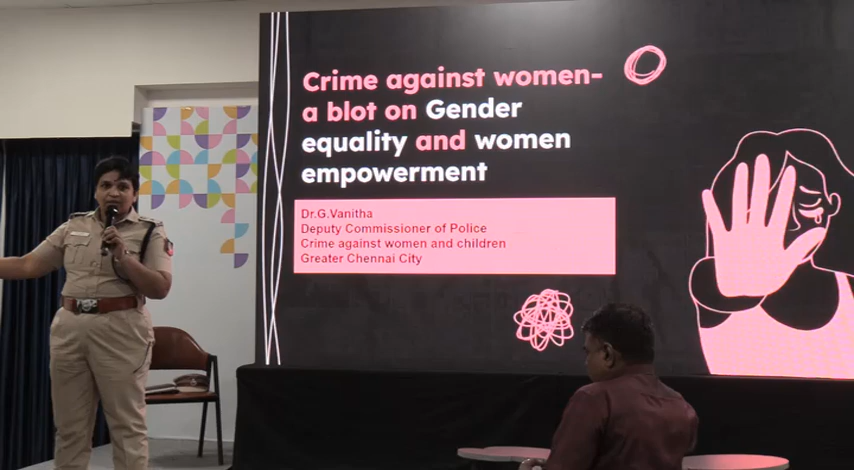 Crime against women-
a blot on Gender
equality and women
empowerment
Dr.G.Vanitha
Deputy Commissioner of Police
Crime against women and children
Greater Chennai City